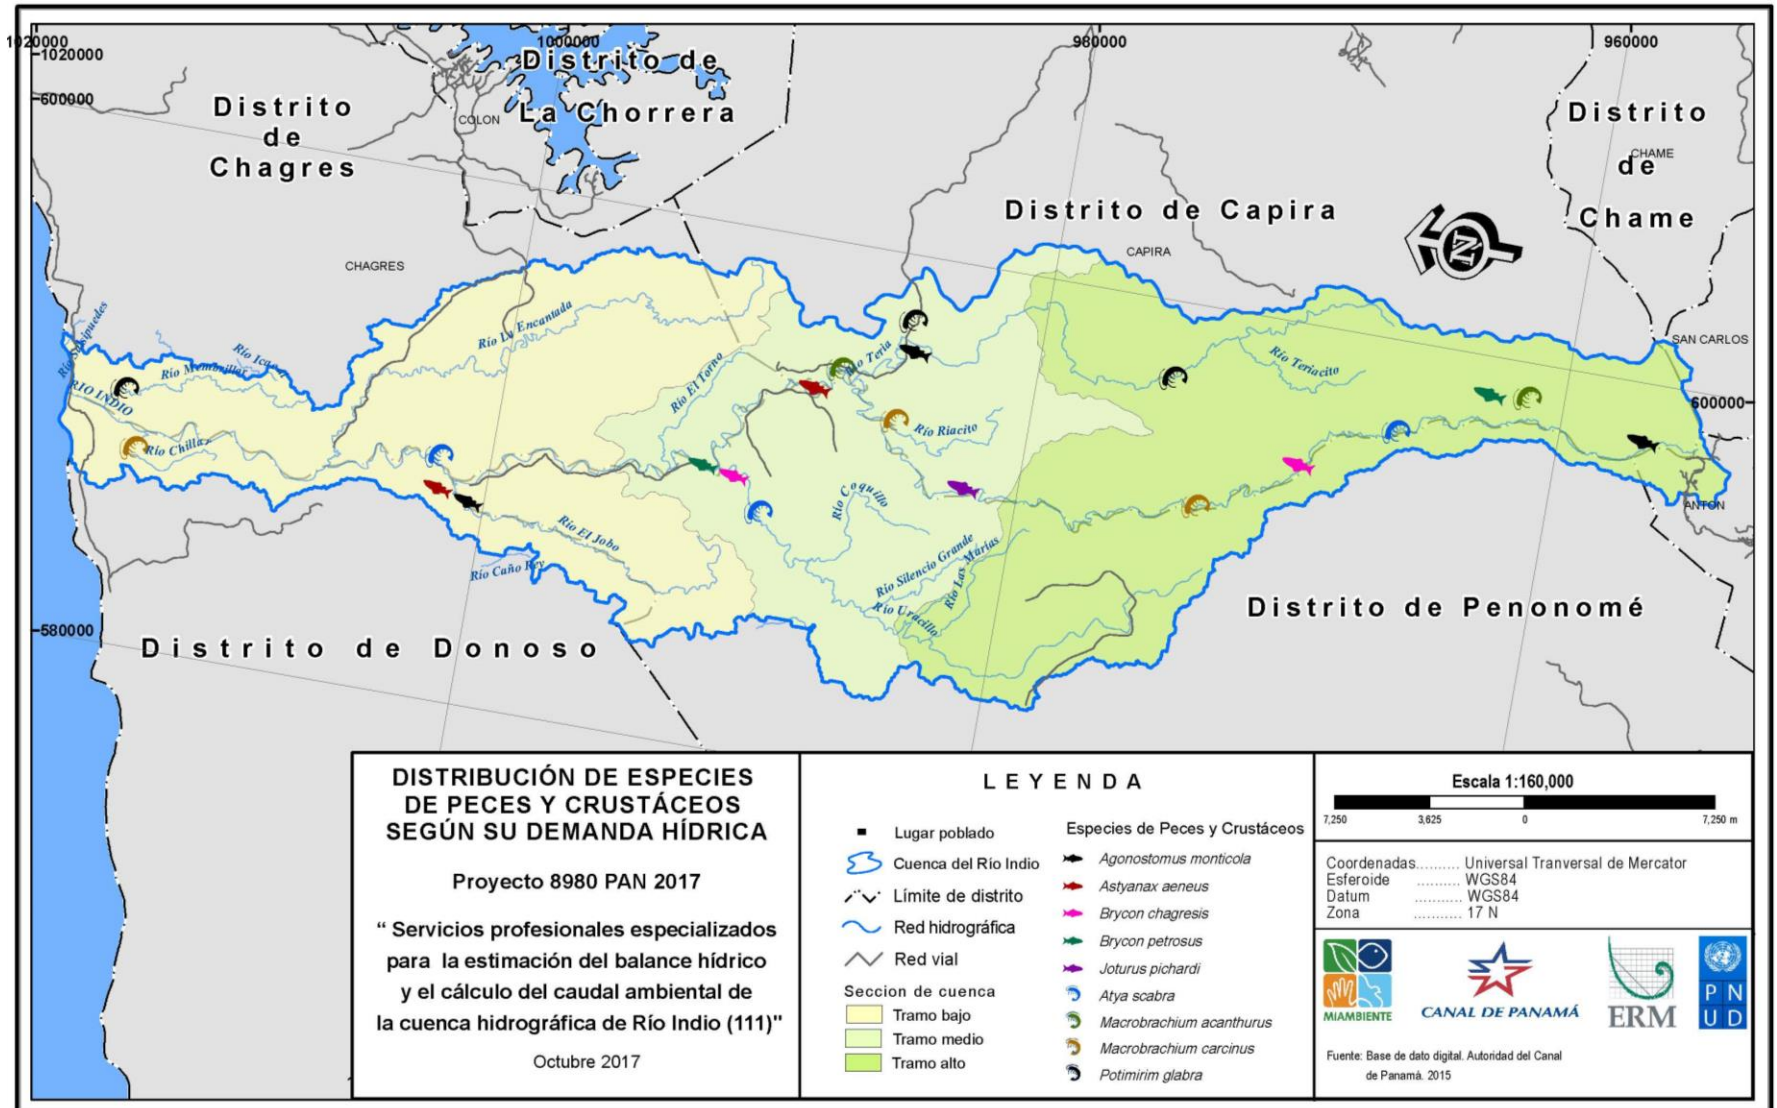 1020000
1020000
1000000
980000
960000
600000
Distrito de
La Chorrera
Distrito
de
Chagres
COLON
Distrito
de
Chame
CHAME
Distrito de Capira
CAPIRA
CHAGRES
N
SAN CARLOS
600000
ANTON
RIO INDIO
Río Membrillar
Río Chilla
Río La Encantada
Río El Torno
Río Teria
Río Teriacito
Río Riacito
Río Coquillo
Río El Jobo
Río Caño Rey
Río Silencio Grande
Río Las Marías
Río Uracillo
580000
Distrito de Donoso
Distrito de Penonomé
DISTRIBUCIÓN DE ESPECIES
DE PECES Y CRUSTÁCEOS
SEGÚN SU DEMANDA HÍDRICA
Proyecto 8980 PAN 2017
“ Servicios profesionales especializados
para la estimación del balance hídrico
y el cálculo del caudal ambiental de
la cuenca hidrográfica de Río Indio (111)"
Octubre 2017
LEYENDA
Lugar poblado
Cuenca del Río Indio
Límite de distrito
Red hidrográfica
Red vial
Seccion de cuenca
Tramo bajo
Tramo medio
Tramo alto
Especies de Peces y Crustáceos
Agonostomus monticola
Astyanax aeneus
Brycon chagresis
Brycon petrosus
Joturus pichardi
Atya scabra
Macrobrachium acanthurus
Macrobrachium carcinus
Potimirim glabra
Escala 1:160,000
7,250 3,625 0 7,250 m
Coordenadas.......... Universal Tranversal de Mercator
Esferoide .......... WGS84
Datum ........... WGS84
Zona ........... 17 N
MIAMBIENTE
CANAL DE PANAMÁ
ERM
P N
U D
Fuente: Base de dato digital. Autoridad del Canal
de Panamá. 2015